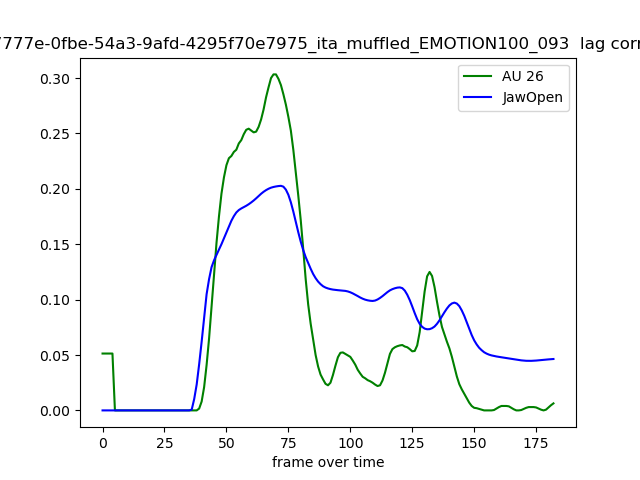 7777e-0fbe-54a3-9afd-4295f70e7975_ita_muffled_EMOTION100_093 lag corr
AU 26
JawOpen
0.30
0.25
0.20
0.15
0.10
0.05
0.00
0 25 50 75 100 125 150 175
frame over time